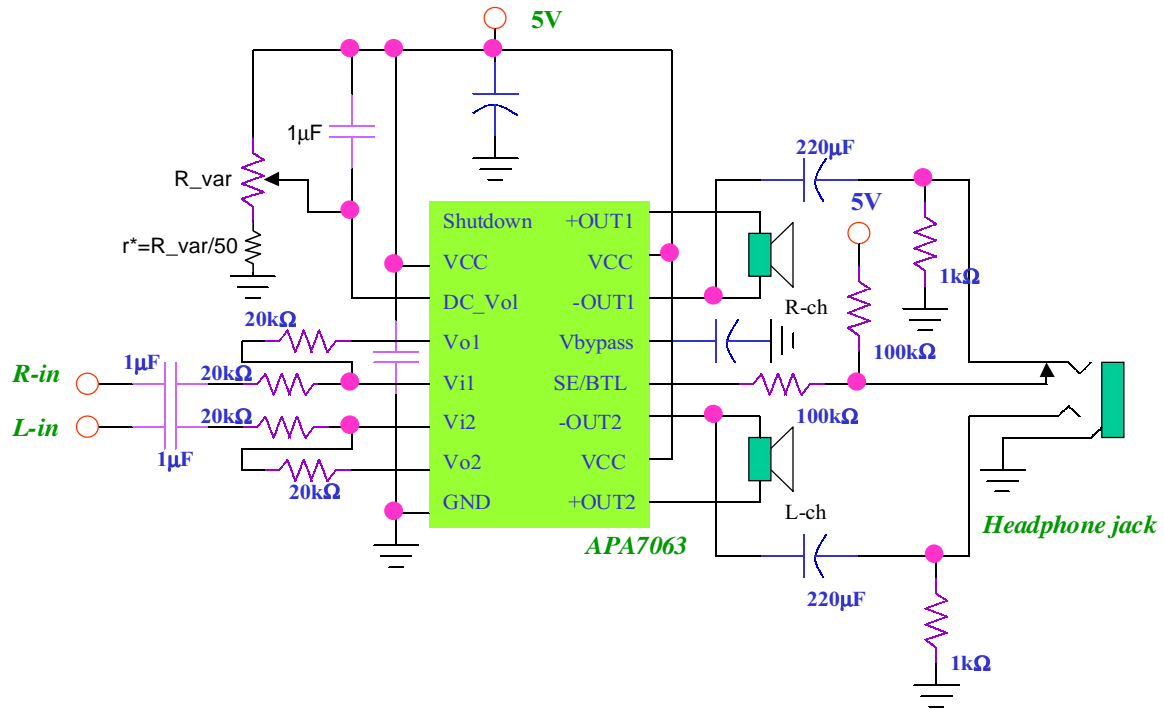 5V
1μF
R_var
r*=R_var/50
220μF
5V
1kΩ
100kΩ
Shutdown
VCC
DC_Vol
Vo1
Vi1
Vi2
Vo2
GND
+OUT1
VCC
-OUT1
Vbypass
SE/BTL
-OUT2
VCC
+OUT2
R-ch
L-ch
20kΩ
1μF
20kΩ
20kΩ
1μF
20kΩ
R-in
L-in
100kΩ
APA7063
220μF
Headphone jack
1kΩ